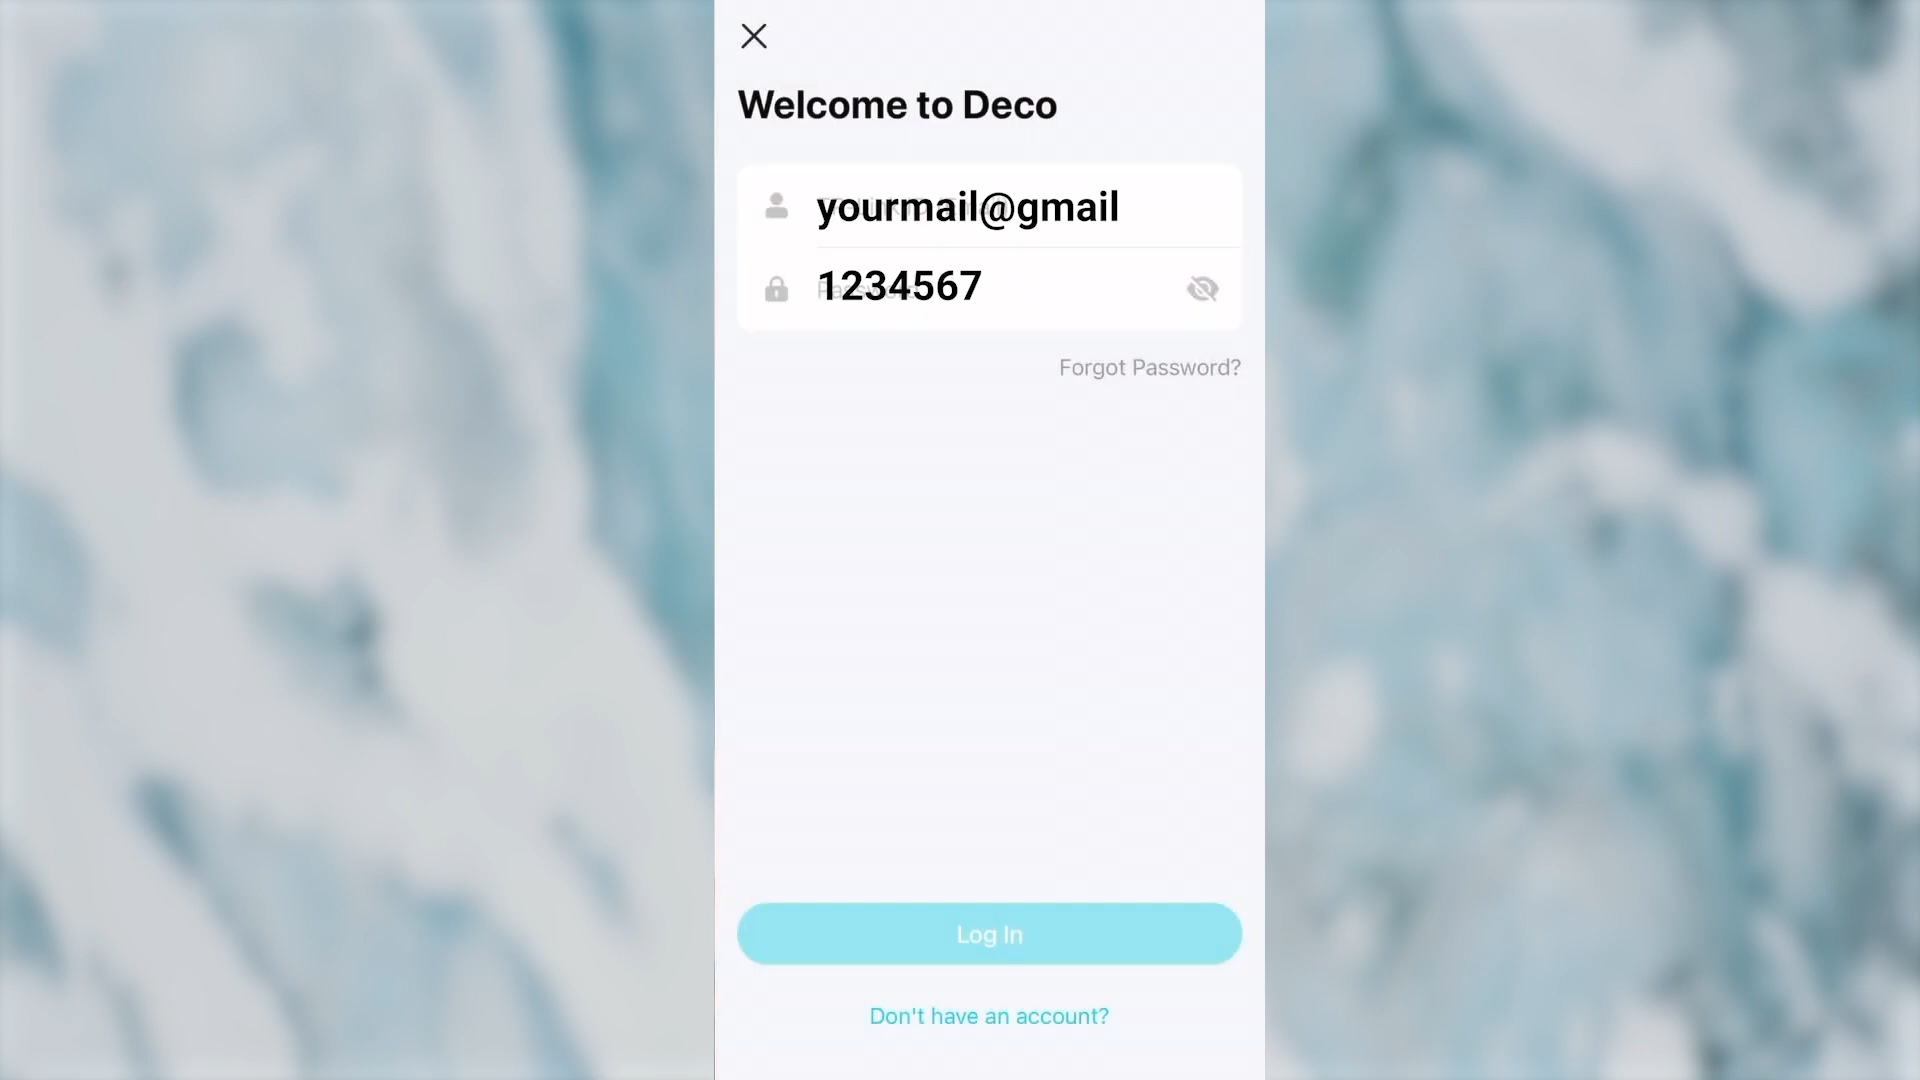 Welcome to Deco
yourmail@gmail
1234567
Forgot Password?
Log In
Don't have an account?